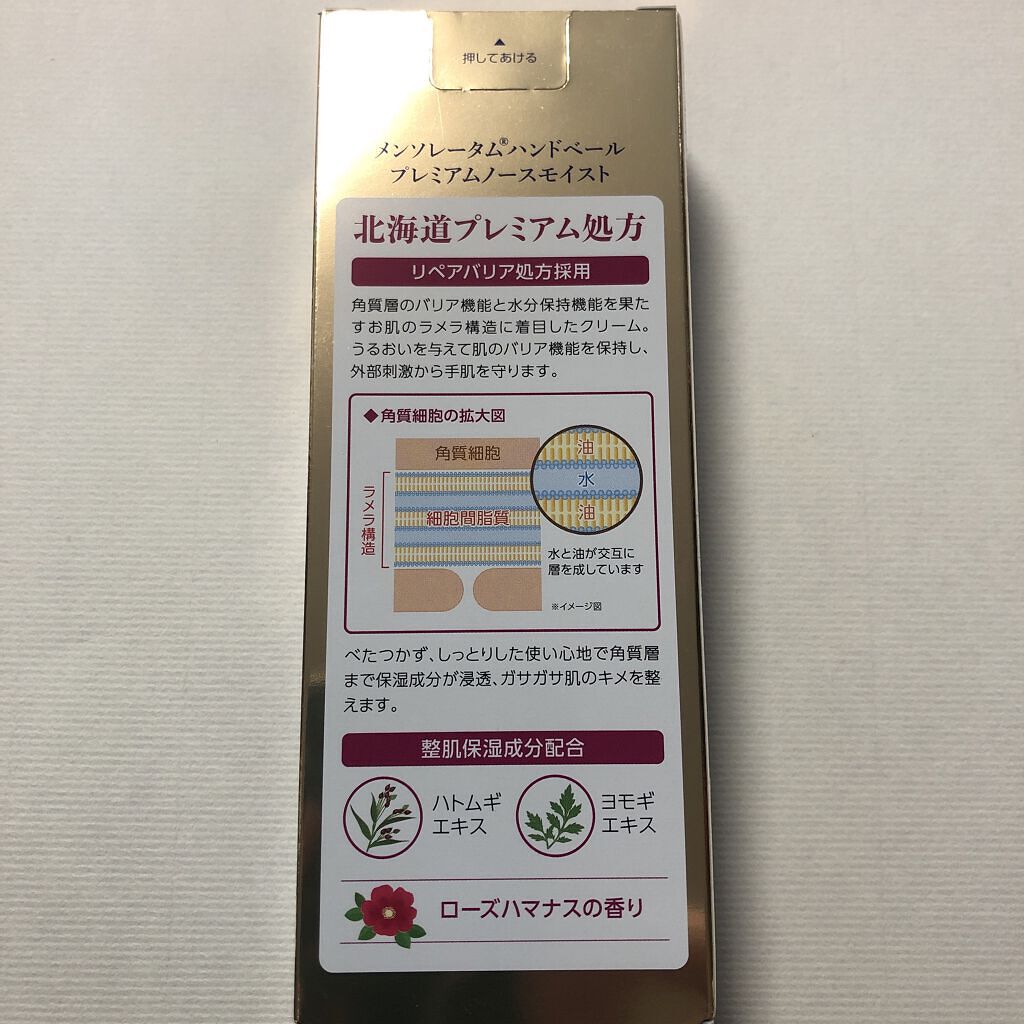 ▲
押してあける
メンソレータム®ハンドベール
プレミアムノースモイスト
北海道プレミアム処方
リペアバリア処方採用
角質層のバリア機能と水分保持機能を果た
すお肌のラメラ構造に着目したクリーム。
うるおいを与えて肌のバリア機能を保持し、
外部刺激から手肌を守ります。
◆角質細胞の拡大図
角質細胞
ラメラ構造
細胞間脂質
油
水
油
水と油が交互に
層を成しています
※イメージ図
べたつかず、しっとりした使い心地で角質層
まで保湿成分が浸透、ガサガサ肌のキメを整
えます。
整肌保湿成分配合
ハトムギ
エキス
ヨモギ
エキス
ローズハマナスの香り